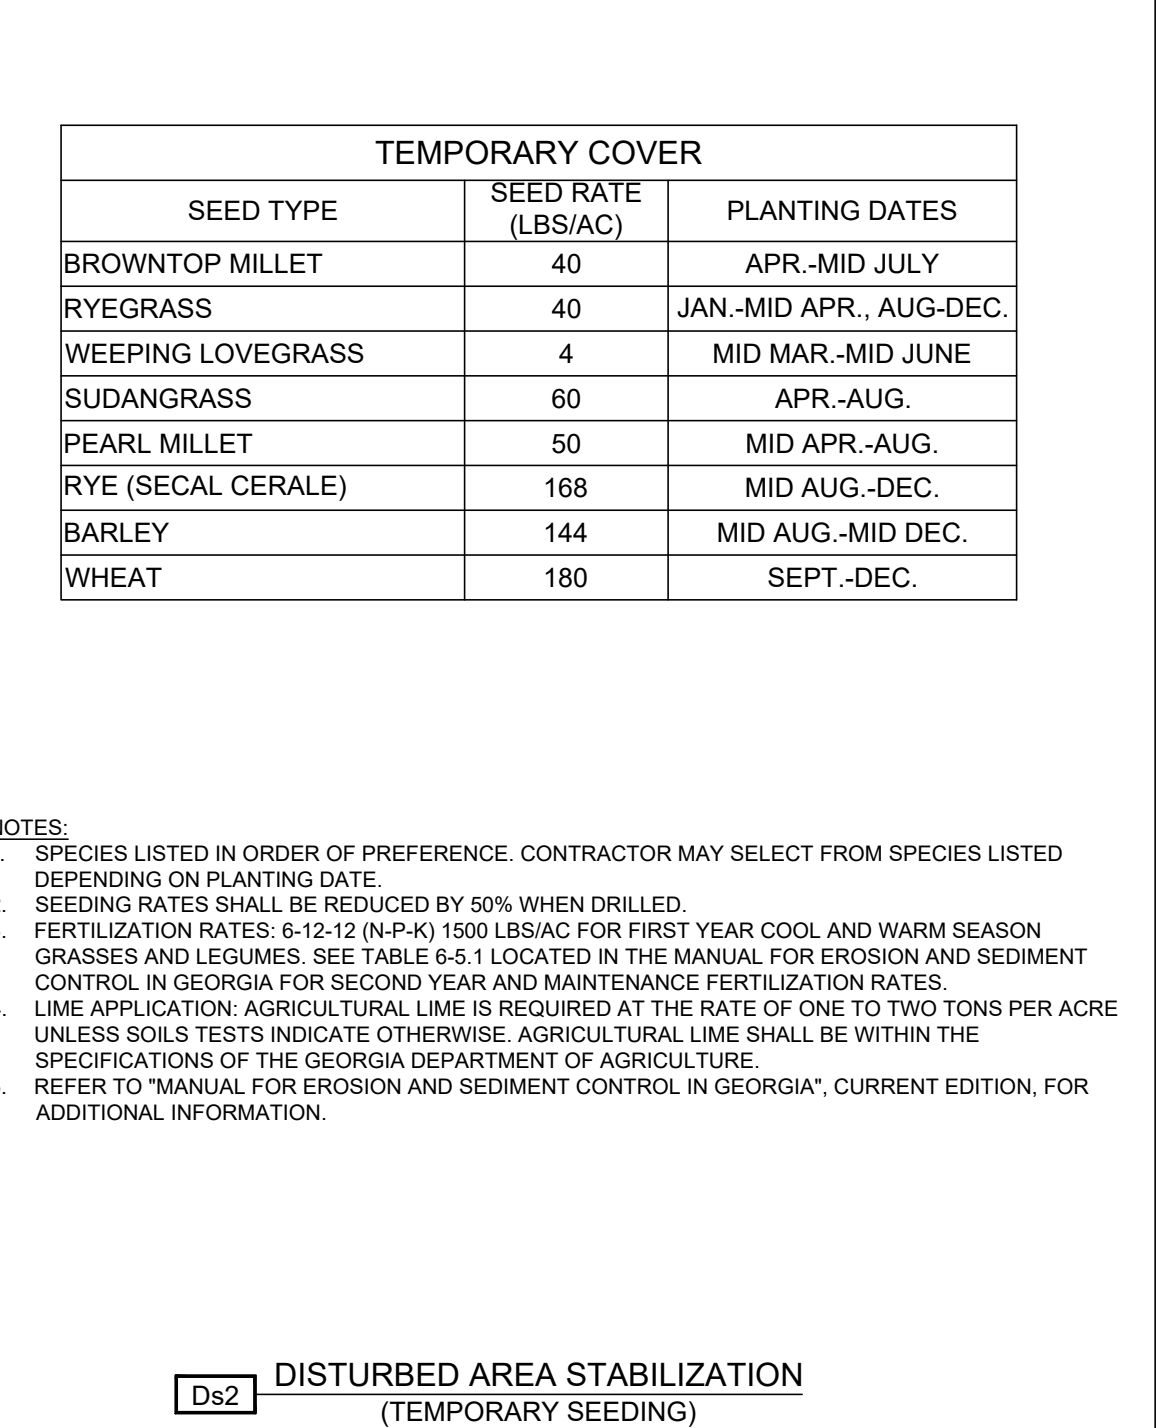 TEMPORARY COVER
SEED TYPE SEED RATE (LBS/AC) PLANTING DATES
BROWNTOP MILLET 40 APR.-MID JULY
RYEGRASS 40 JAN.-MID APR., AUG-DEC.
WEEPING LOVEGRASS 4 MID MAR.-MID JUNE
SUDANGRASS 60 APR.-AUG.
PEARL MILLET 50 MID APR.-AUG.
RYE (SECAL CERALE) 168 MID AUG.-DEC.
BARLEY 144 MID AUG.-MID DEC.
WHEAT 180 SEPT.-DEC.
NOTES:
SPECIES LISTED IN ORDER OF PREFERENCE. CONTRACTOR MAY SELECT FROM SPECIES LISTED
DEPENDING ON PLANTING DATE.
SEEDING RATES SHALL BE REDUCED BY 50% WHEN DRILLED.
FERTILIZATION RATES: 6-12-12 (N-P-K) 1500 LBS/AC FOR FIRST YEAR COOL AND WARM SEASON
GRASSES AND LEGUMES. SEE TABLE 6-5.1 LOCATED IN THE MANUAL FOR EROSION AND SEDIMENT
CONTROL IN GEORGIA FOR SECOND YEAR AND MAINTENANCE FERTILIZATION RATES.
LIME APPLICATION: AGRICULTURAL LIME IS REQUIRED AT THE RATE OF ONE TO TWO TONS PER ACRE
UNLESS SOILS TESTS INDICATE OTHERWISE. AGRICULTURAL LIME SHALL BE WITHIN THE
SPECIFICATIONS OF THE GEORGIA DEPARTMENT OF AGRICULTURE.
REFER TO "MANUAL FOR EROSION AND SEDIMENT CONTROL IN GEORGIA", CURRENT EDITION, FOR
ADDITIONAL INFORMATION.
Ds2 DISTURBED AREA STABILIZATION
(TEMPORARY SEEDING)